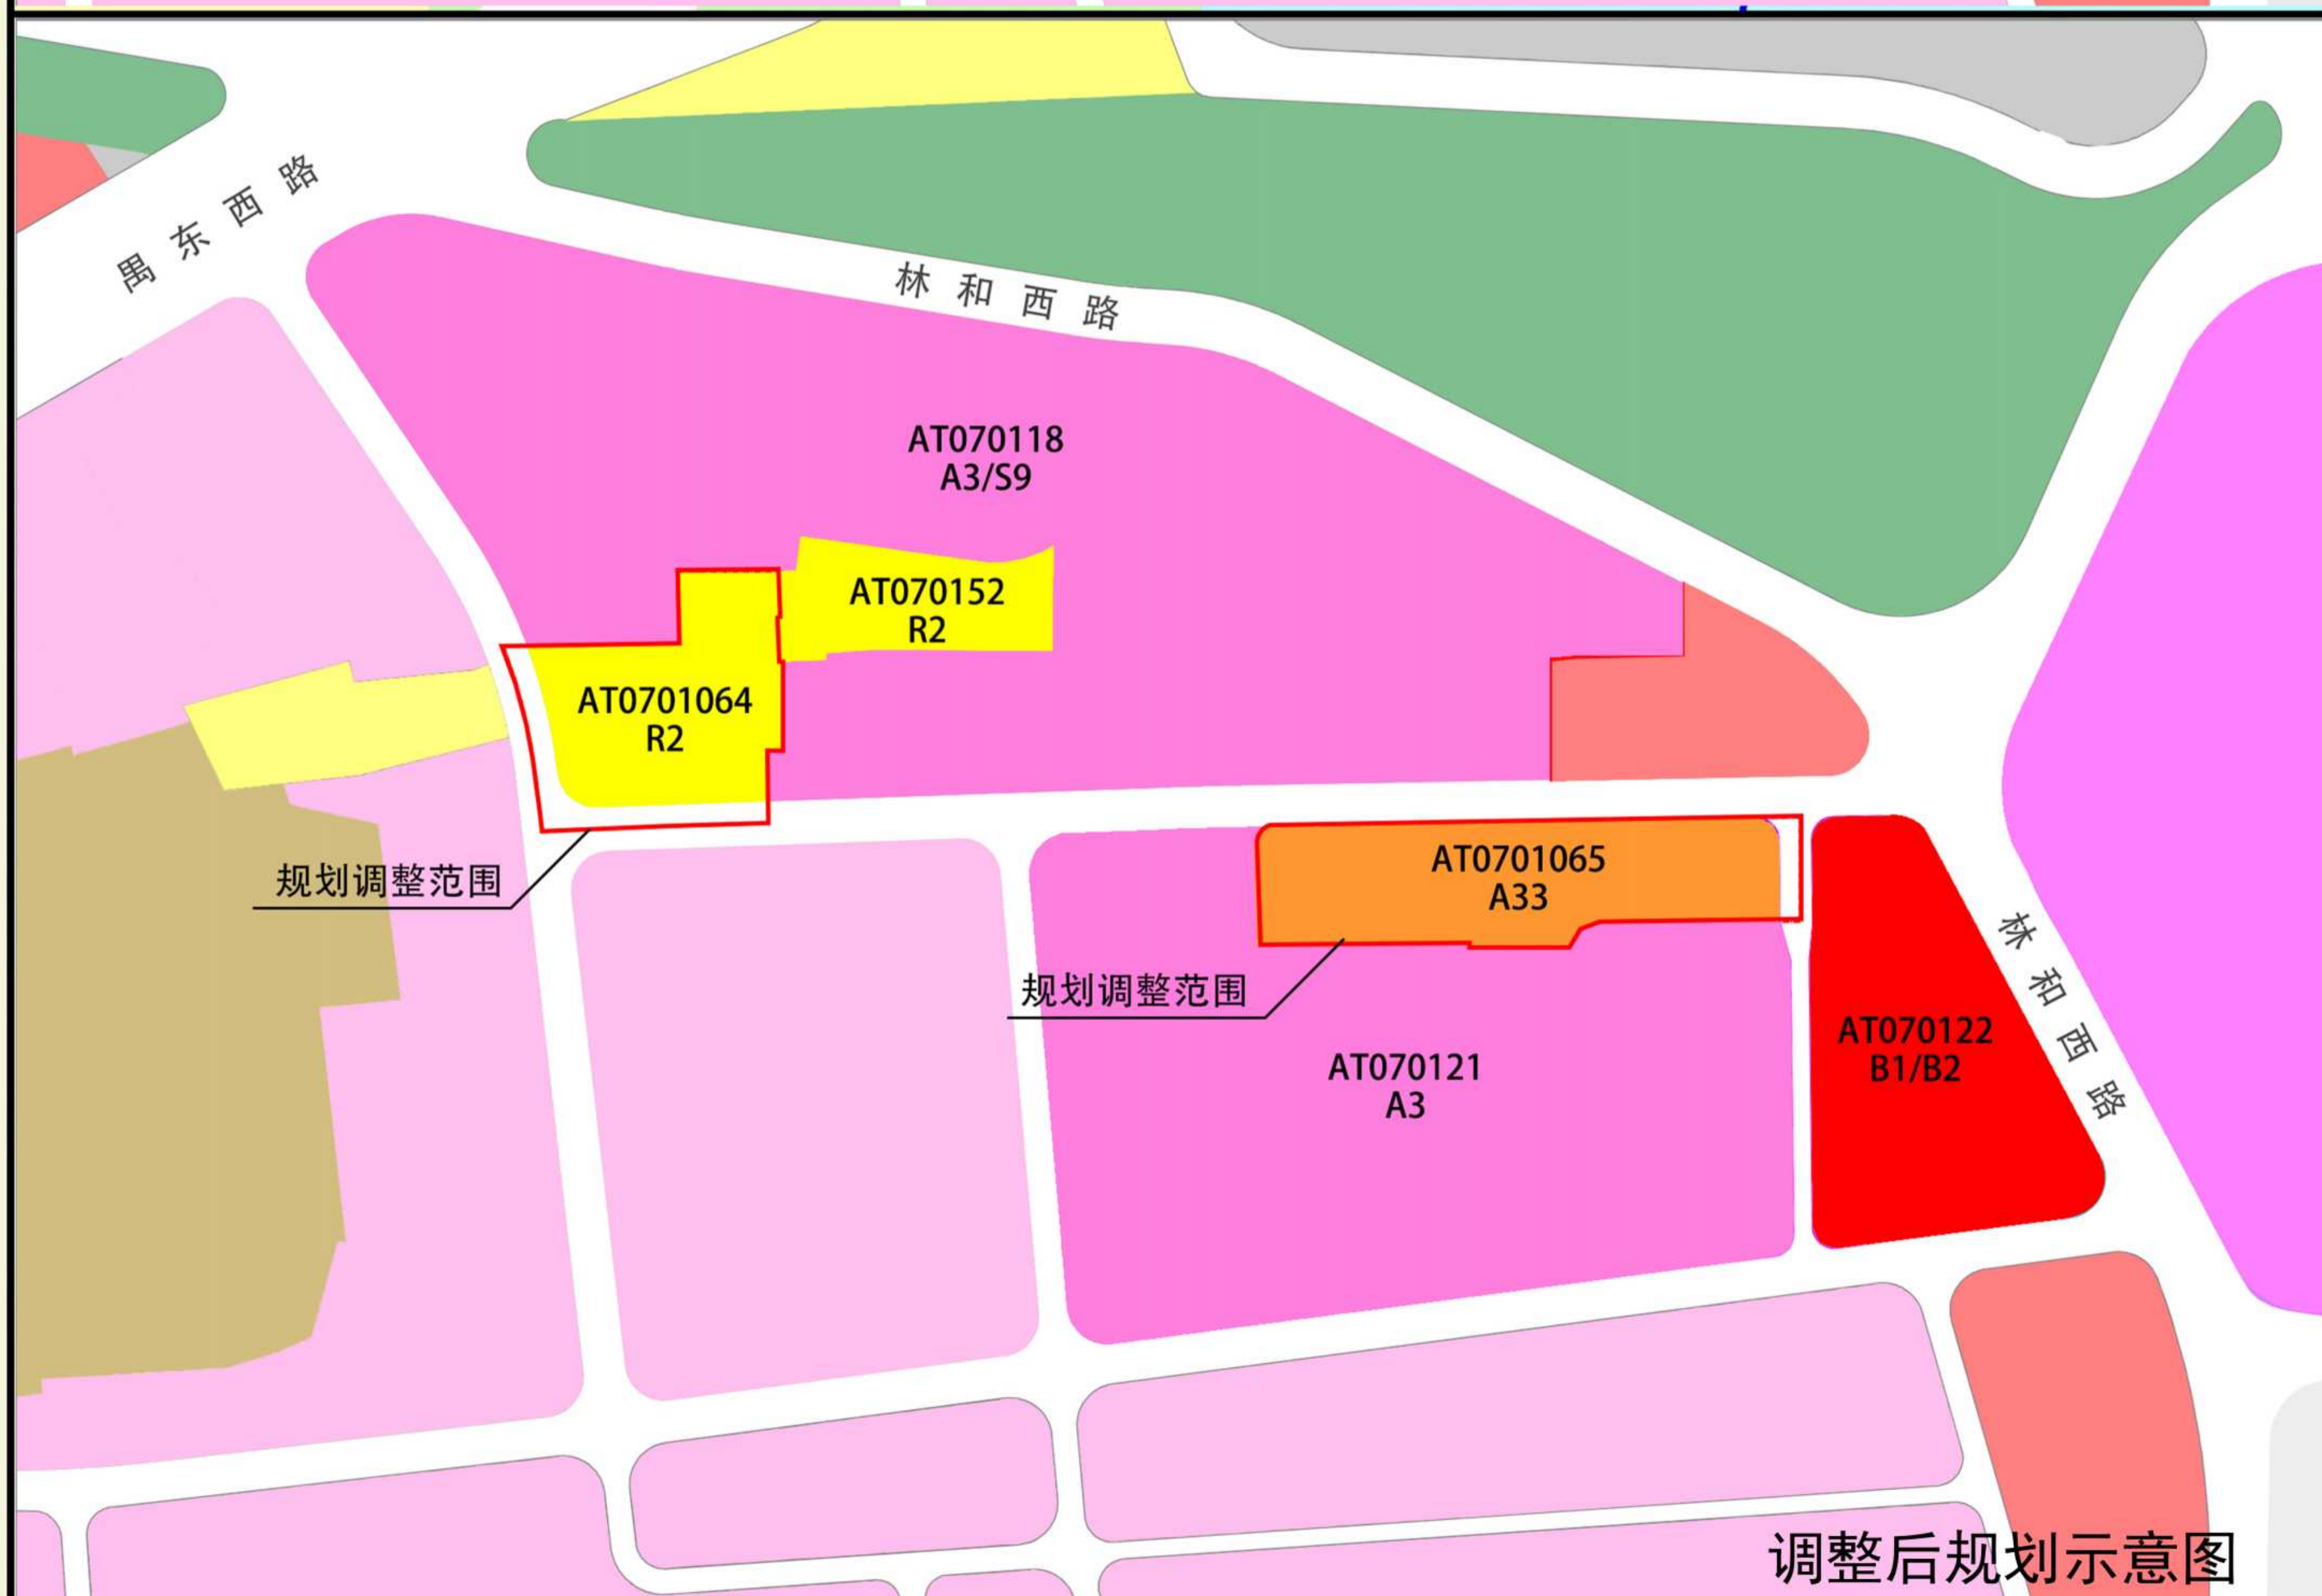 禺东西路
林和西路
AT070118
A3/S9
AT070152
R2
AT0701064
R2
规划调整范围
AT0701065
A33
规划调整范围
AT070121
A3
AT070122
B1/B2
林和西路
调整后规划示意图